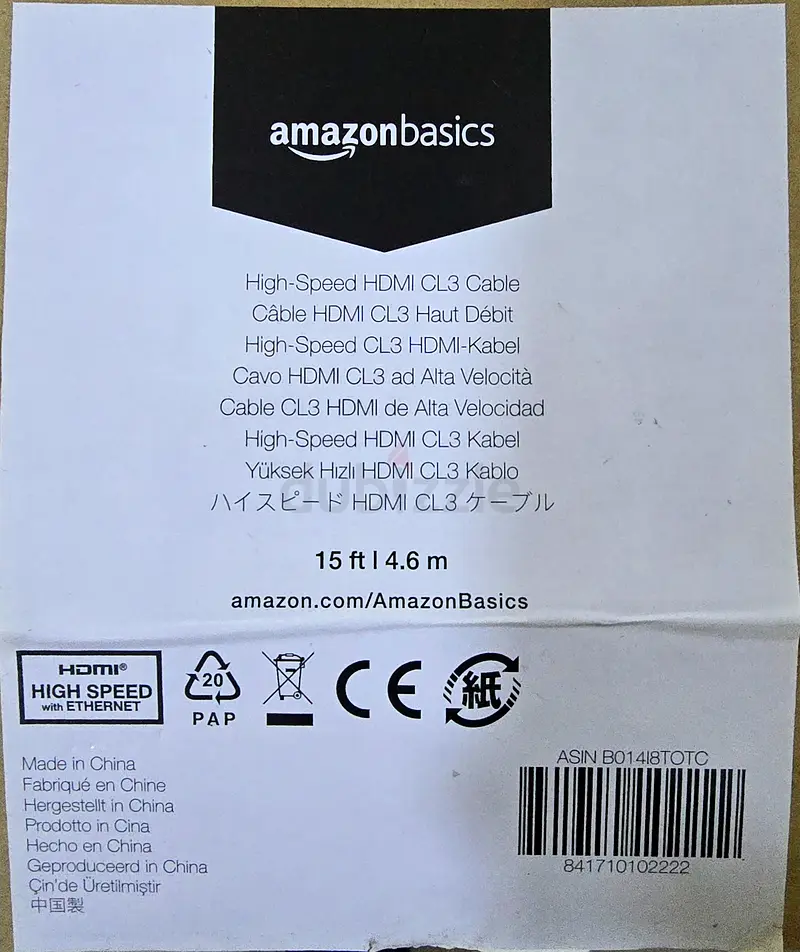 amazonbasics
High-Speed HDMI CL3 Cable
Câble HDMI CL3 Haut Débit
High-Speed CL3 HDMI-Kabel
Cavo HDMI CL3 ad Alta Velocità
Cable CL3 HDMI de Alta Velocidad
High-Speed HDMI CL3 Kabel
Yüksek Hızlı HDMI CL3 Kablo
ハイスピード HDMI CL3 ケーブル
dubizzle
15 ft | 4.6 m
amazon.com/AmazonBasics
HDMI®
HIGH SPEED
with ETHERNET
20
PAP
CE
紙
Made in China
Fabriqué en Chine
Hergestellt in China
Prodotto in Cina
Hecho en China
Geproduceerd in China
Çin'de Üretilmiştir
中国製
ASIN B014I8TOTC
841710102222